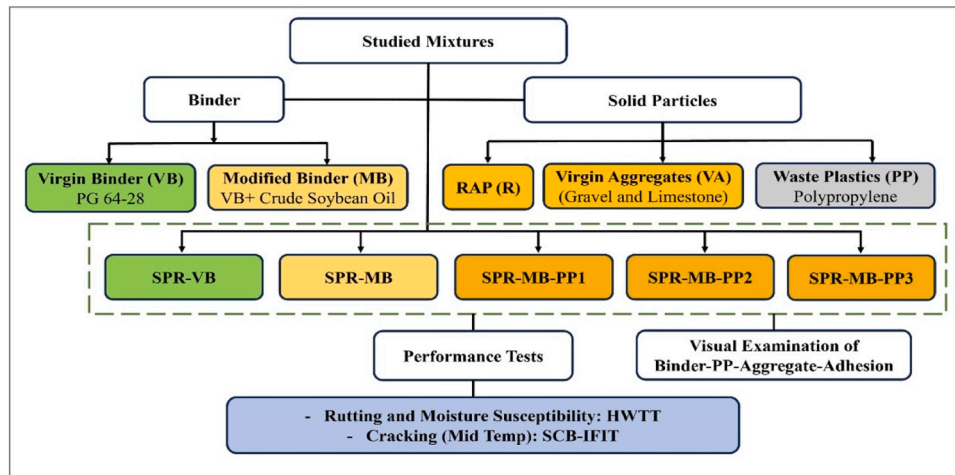 Studied Mixtures
Binder
Solid Particles
Virgin Binder (VB)
PG 64-28
Modified Binder (MB)
VB+ Crude Soybean Oil
RAP (R)
Virgin Aggregates (VA)
(Gravel and Limestone)
Waste Plastics (PP)
Polypropylene
SPR-VB
SPR-MB
SPR-MB-PP1
SPR-MB-PP2
SPR-MB-PP3
Performance Tests
Visual Examination of
Binder-PP-Aggregate-Adhesion
- Rutting and Moisture Susceptibility: HWTT
- Cracking (Mid Temp): SCB-IFIT